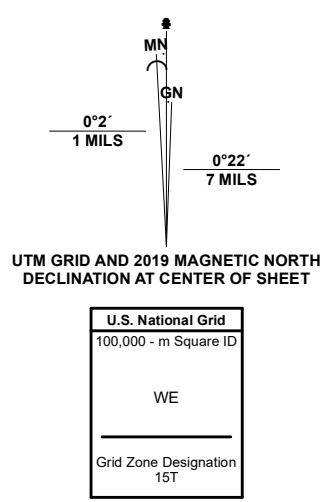 MN
GN
0°2´
1 MILS
0°22´
7 MILS
UTM GRID AND 2019 MAGNETIC NORTH
DECLINATION AT CENTER OF SHEET
U.S. National Grid
100,000 - m Square ID
WE
Grid Zone Designation
15T